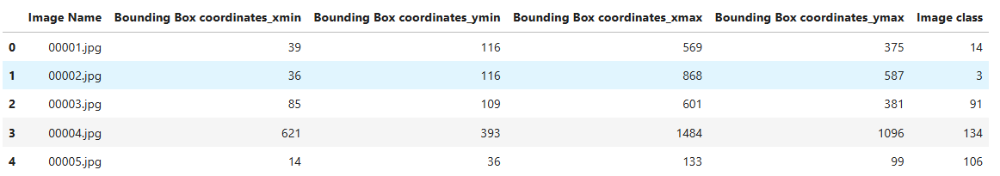 Image Name Bounding Box coordinates_xmin Bounding Box coordinates_ymin Bounding Box coordinates_xmax Bounding Box coordinates_ymax Image class
0 00001.jpg 39 116 569 375 14
1 00002.jpg 36 116 868 587 3
2 00003.jpg 85 109 601 381 91
3 00004.jpg 621 393 1484 1096 134
4 00005.jpg 14 36 133 99 106